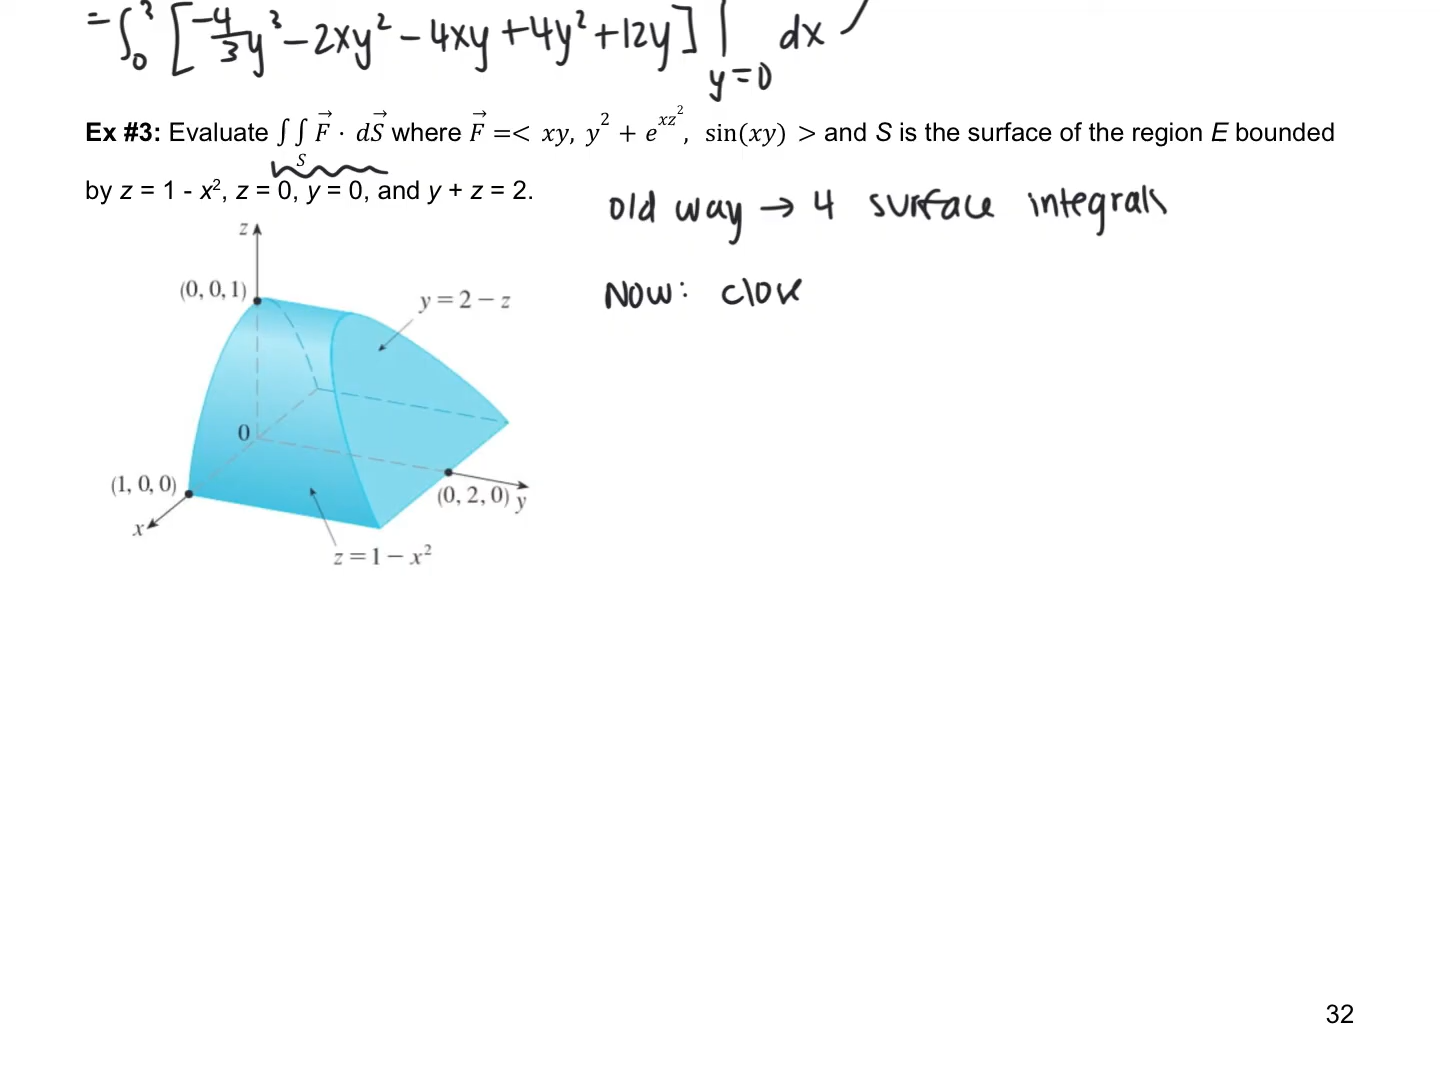 = ∫₀³ [-4/3 y³ - 2xy² - 4xy + 4y² + 12y] | y=0 dx
Ex #3: Evaluate ∫∫ F⃗ · dS⃗ where F⃗ =< xy, y² + e^(xz²), sin(xy) > and S is the surface of the region E bounded
S
by z = 1 - x², z = 0, y = 0, and y + z = 2.
old way → 4 surface integrals
Now: close
z
(0, 0, 1)
y = 2 – z
0
(1, 0, 0)
(0, 2, 0) y
x
z = 1 – x²
32